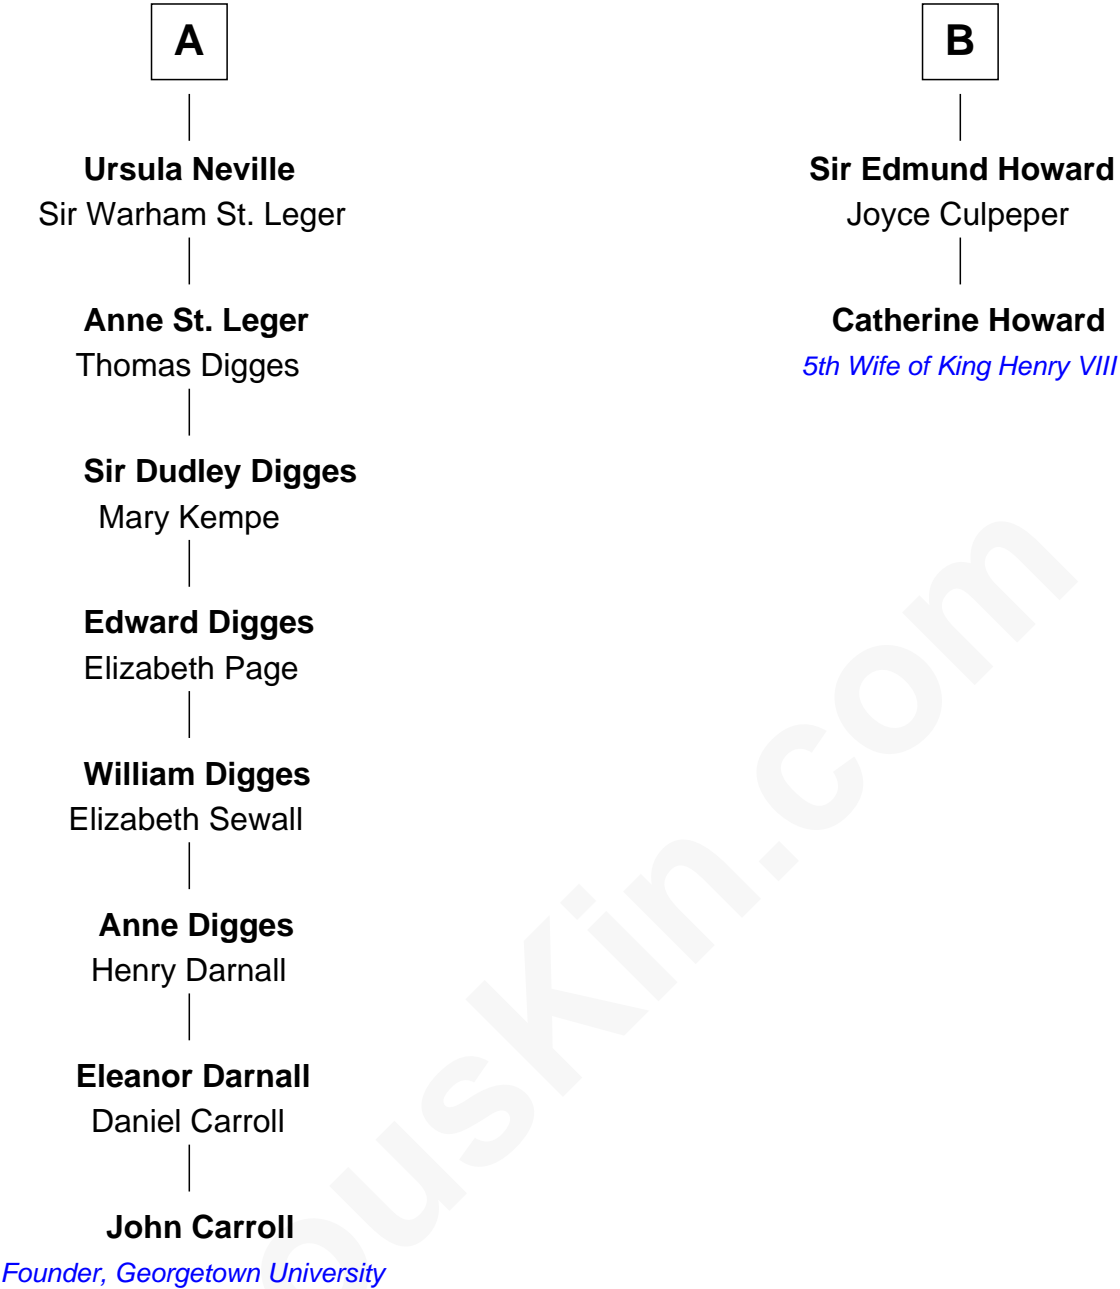 A
Ursula Neville
Sir Warham St. Leger
Anne St. Leger
Thomas Digges
Sir Dudley Digges
Mary Kempe
Edward Digges
Elizabeth Page
William Digges
Elizabeth Sewall
Anne Digges
Henry Darnall
Eleanor Darnall
Daniel Carroll
John Carroll
Founder, Georgetown University
B
Sir Edmund Howard
Joyce Culpeper
Catherine Howard
5th Wife of King Henry VIII
ousKin.com